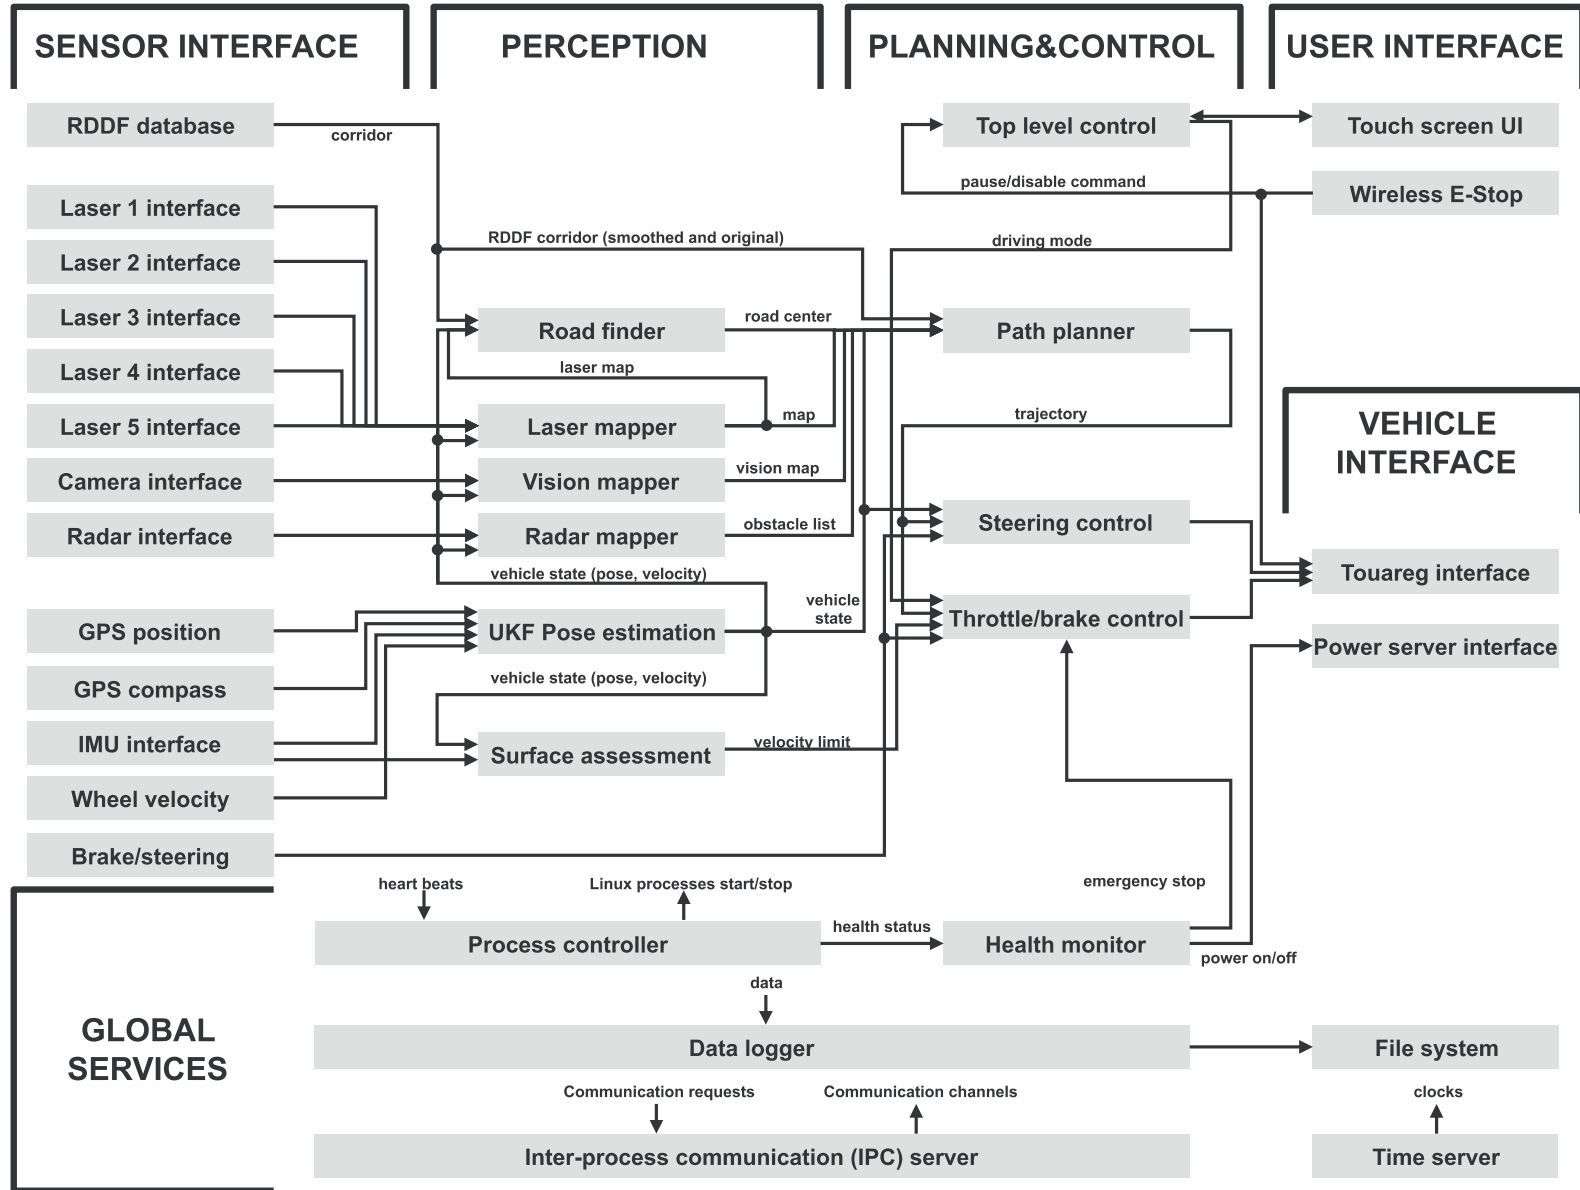 SENSOR INTERFACE
PERCEPTION
PLANNING&CONTROL
USER INTERFACE
RDDF database
corridor
Top level control
Touch screen UI
pause/disable command
Wireless E-Stop
Laser 1 interface
RDDF corridor (smoothed and original)
driving mode
Laser 2 interface
Laser 3 interface
Road finder
road center
Path planner
Laser 4 interface
laser map
Laser 5 interface
Laser mapper
map
trajectory
VEHICLE
INTERFACE
Camera interface
Vision mapper
vision map
Radar interface
Radar mapper
obstacle list
Steering control
vehicle state (pose, velocity)
Touareg interface
vehicle
state
GPS position
UKF Pose estimation
Throttle/brake control
Power server interface
vehicle state (pose, velocity)
GPS compass
IMU interface
Surface assessment
velocity limit
Wheel velocity
Brake/steering
heart beats
Linux processes start/stop
emergency stop
Process controller
health status
Health monitor
power on/off
data
GLOBAL
SERVICES
Data logger
File system
Communication requests
Communication channels
clocks
Inter-process communication (IPC) server
Time server